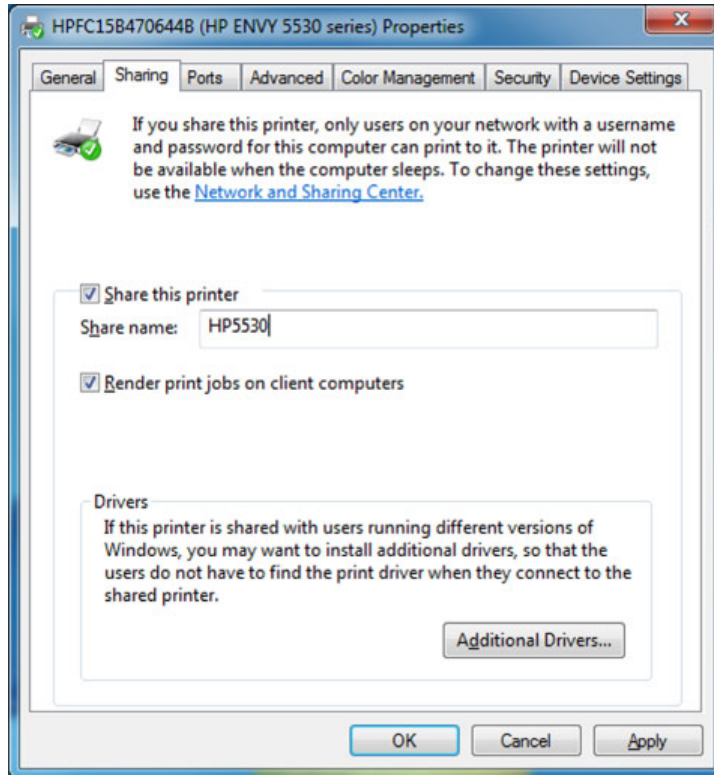 HPFC15B470644B (HP ENVY 5530 series) Properties
General Sharing Ports Advanced Color Management Security Device Settings
If you share this printer, only users on your network with a username
and password for this computer can print to it. The printer will not
be available when the computer sleeps. To change these settings,
use the Network and Sharing Center.
Share this printer
Share name: HP5530
Render print jobs on client computers
Drivers
If this printer is shared with users running different versions of
Windows, you may want to install additional drivers, so that the
users do not have to find the print driver when they connect to the
shared printer.
Additional Drivers...
OK Cancel Apply